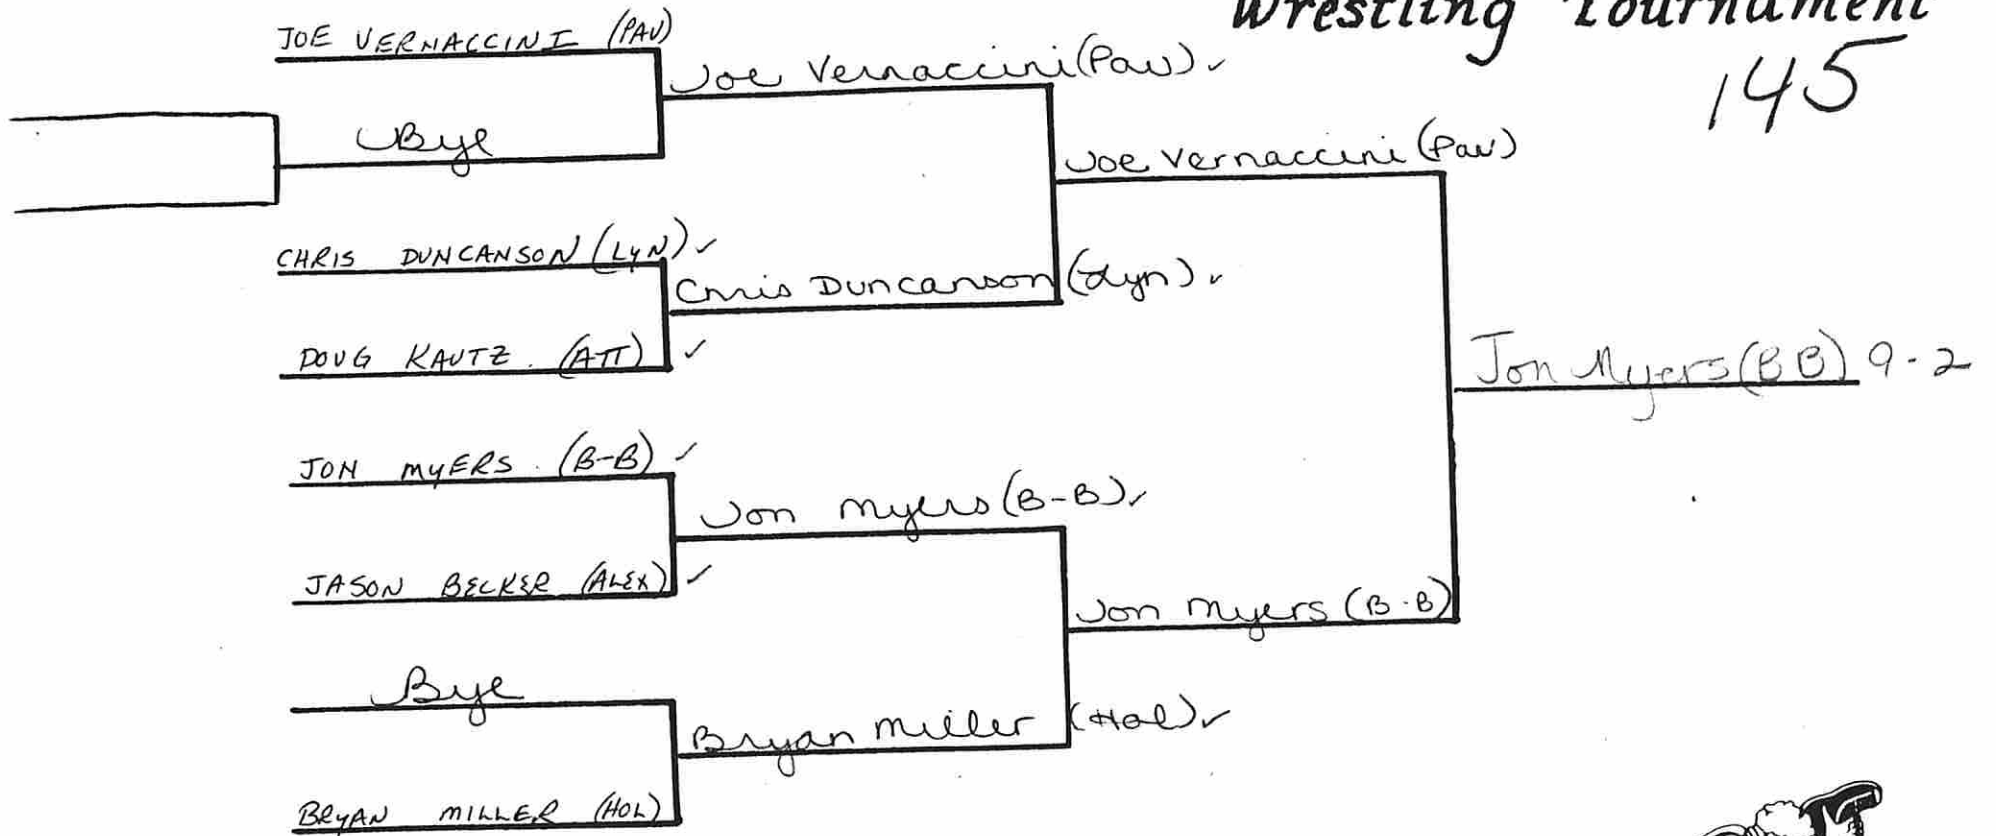 Wrestling Tournament
145
JOE VERNACCINI (PAV)
Joe Vernaccini (Pav) ✓
Bye
Joe Vernaccini (Pav)
CHRIS DUNCANSON (LYN) ✓
Chris Duncanson (Lyn) ✓
DOUG KAUTZ. (ATT) ✓
Jon Myers (BB) 9-2
JON MYERS. (B-B) ✓
Jon Myers (B-B) ✓
JASON BECKER (ALEX) ✓
Jon Myers (B-B)
Bye
Bryan Miller (Hol) ✓
BRYAN MILLER (HOL)